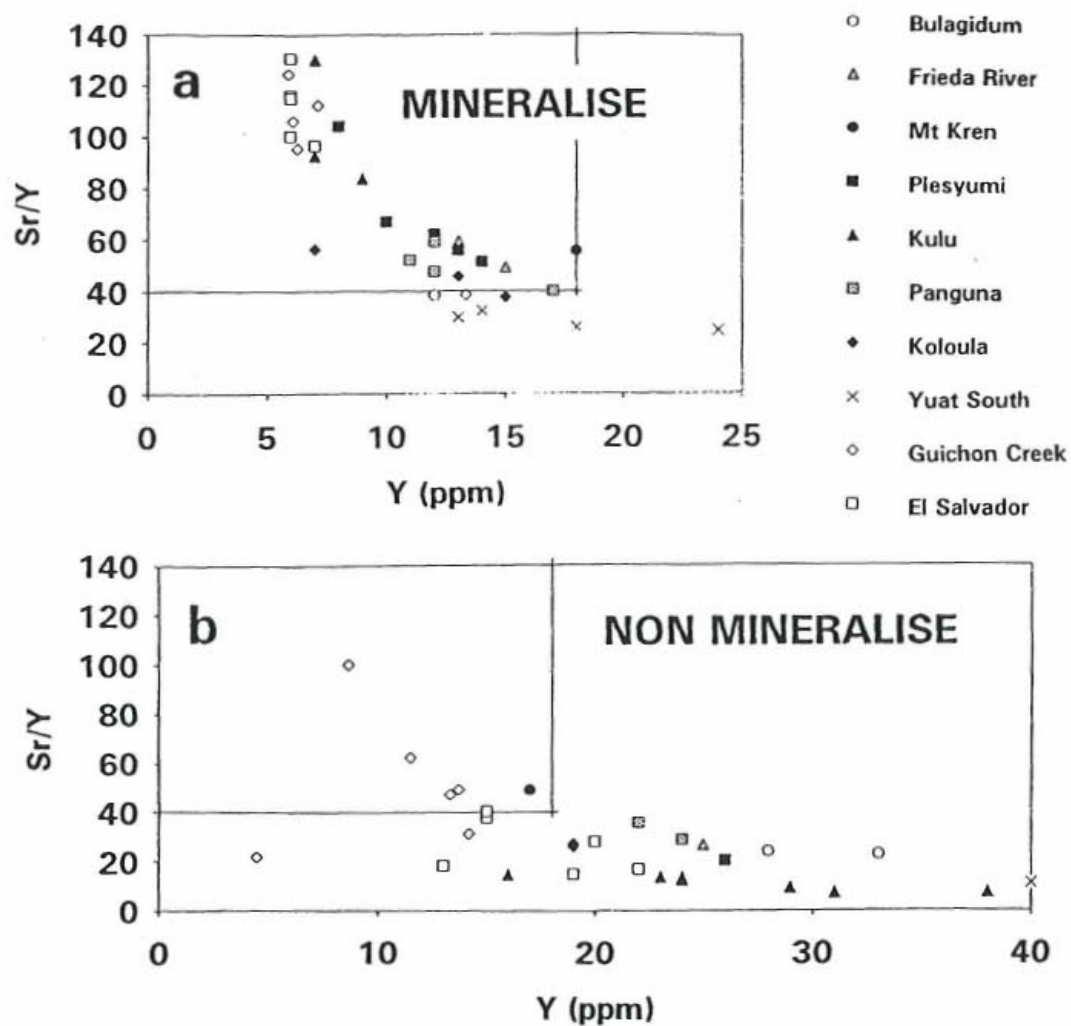 140
120
100
80
60
40
20
0
Sr/Y
a
MINERALISE
0 5 10 15 20 25
Y (ppm)
Bulagidum
Frieda River
Mt Kren
Plesyumi
Kulu
Panguna
Koloula
Yuat South
Guichon Creek
El Salvador
140
120
100
80
60
40
20
0
Sr/Y
b
NON MINERALISE
0 10 20 30 40
Y (ppm)